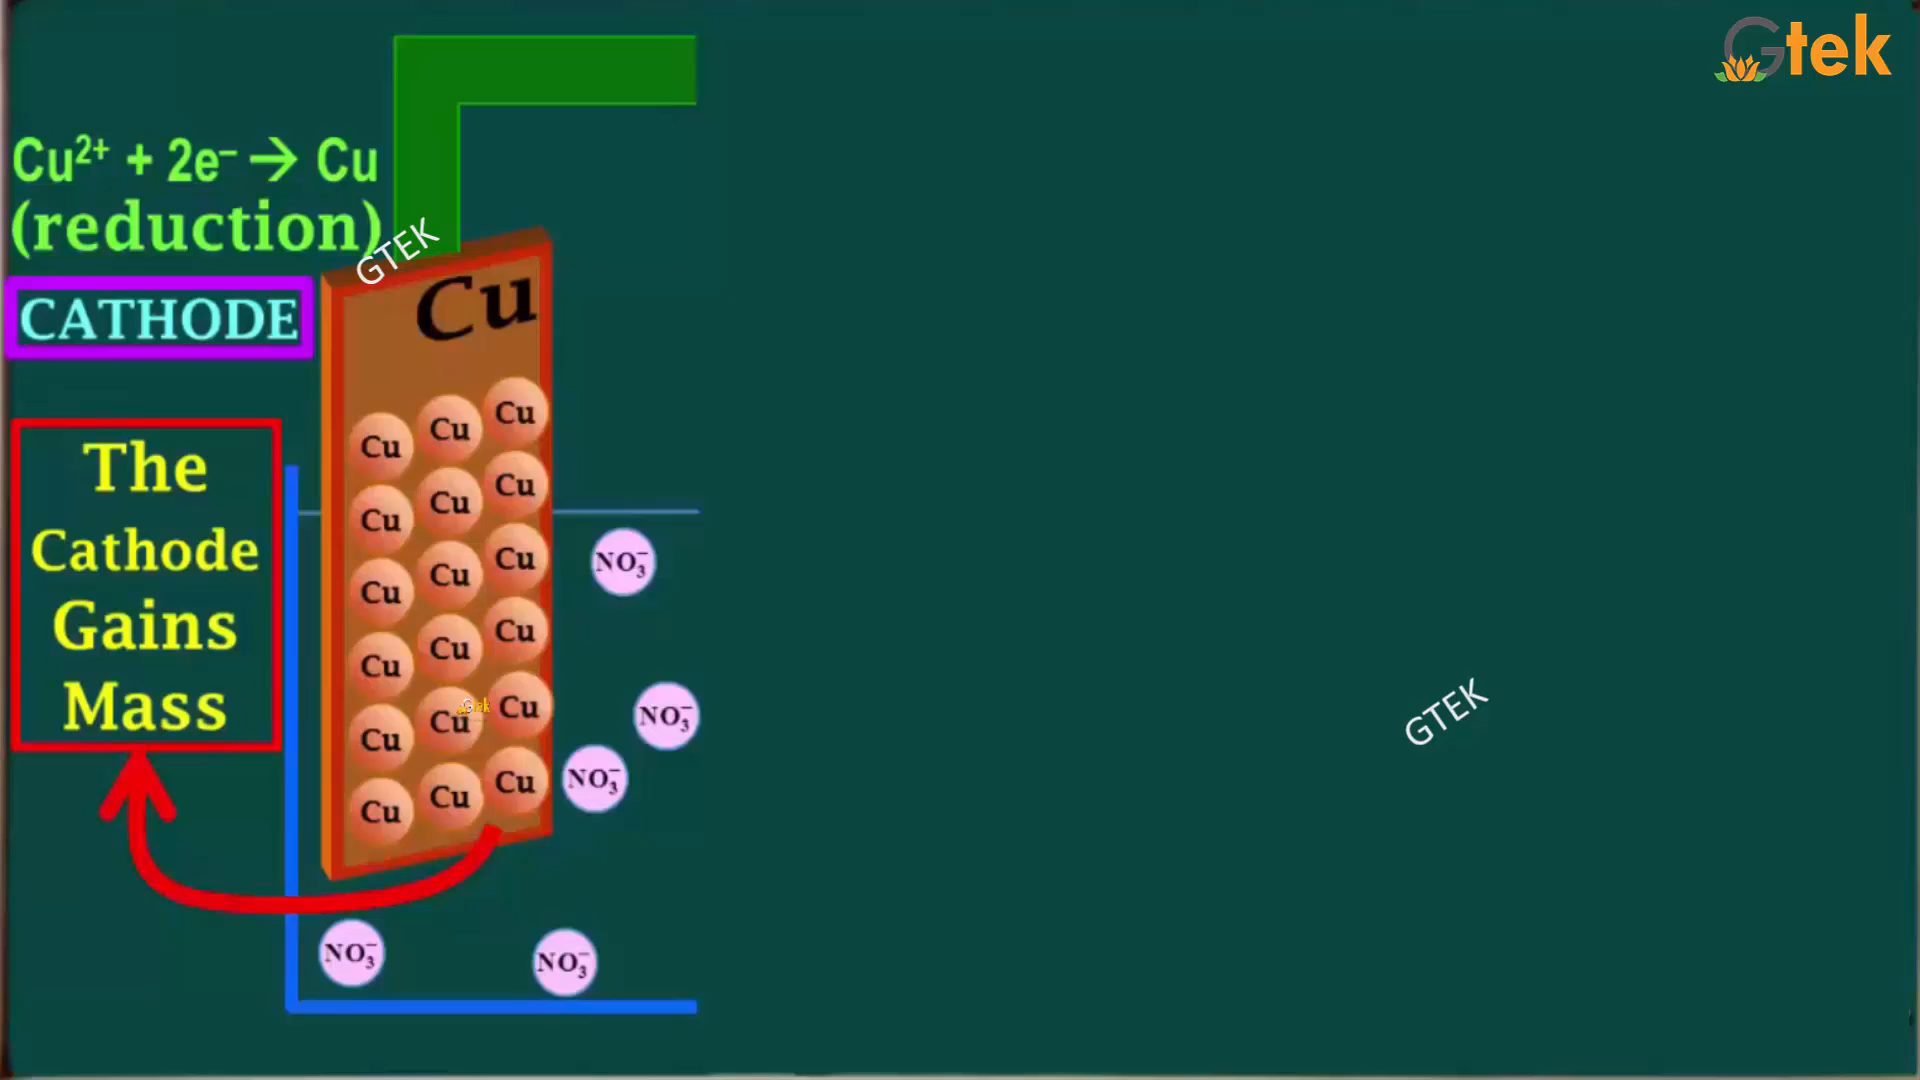 Gtek
Cu²⁺ + 2e⁻ → Cu
(reduction)
GTEK
CATHODE
Cu
The
Cathode
Gains
Mass
Cu Cu Cu
Cu Cu Cu
Cu Cu Cu
Cu Cu Cu
Cu Cu Cu
Cu Cu Cu
NO₃⁻
NO₃⁻
NO₃⁻
NO₃⁻
NO₃⁻
Gtek
GTEK